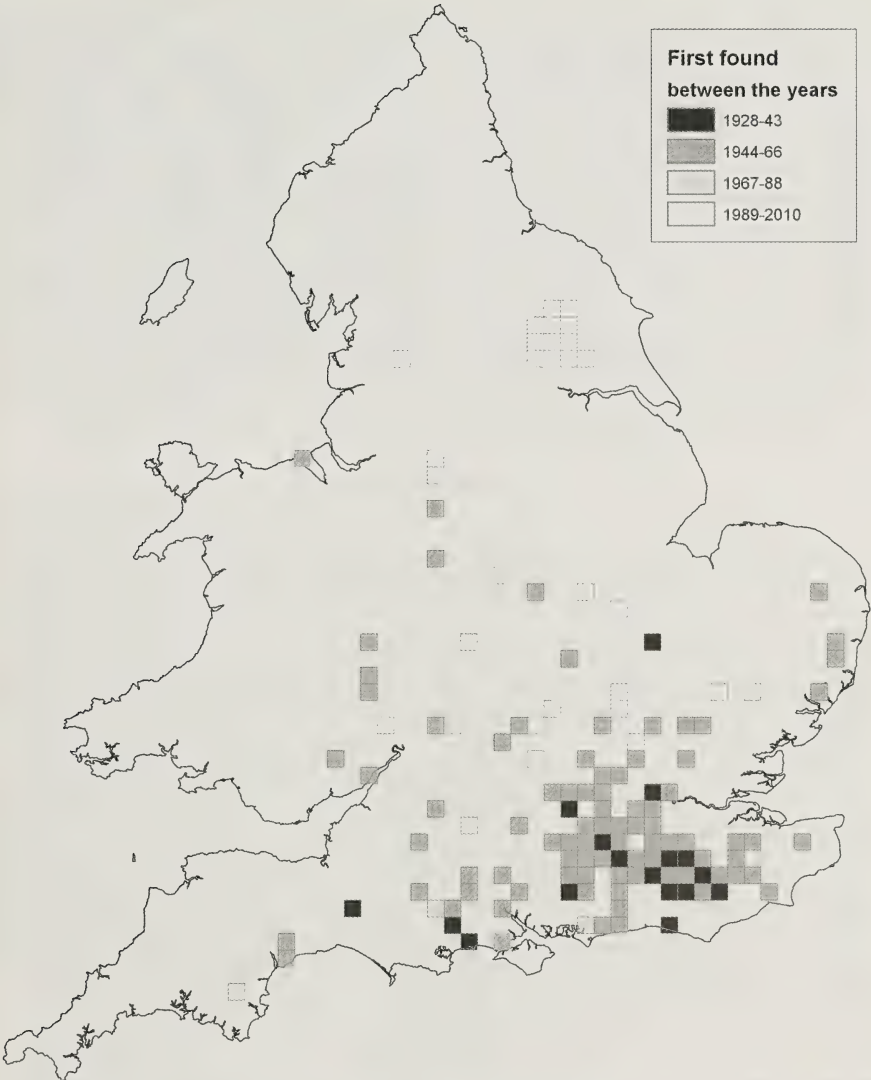 First found
between the years
1928-43
1944-66
1967-88
1989-2010